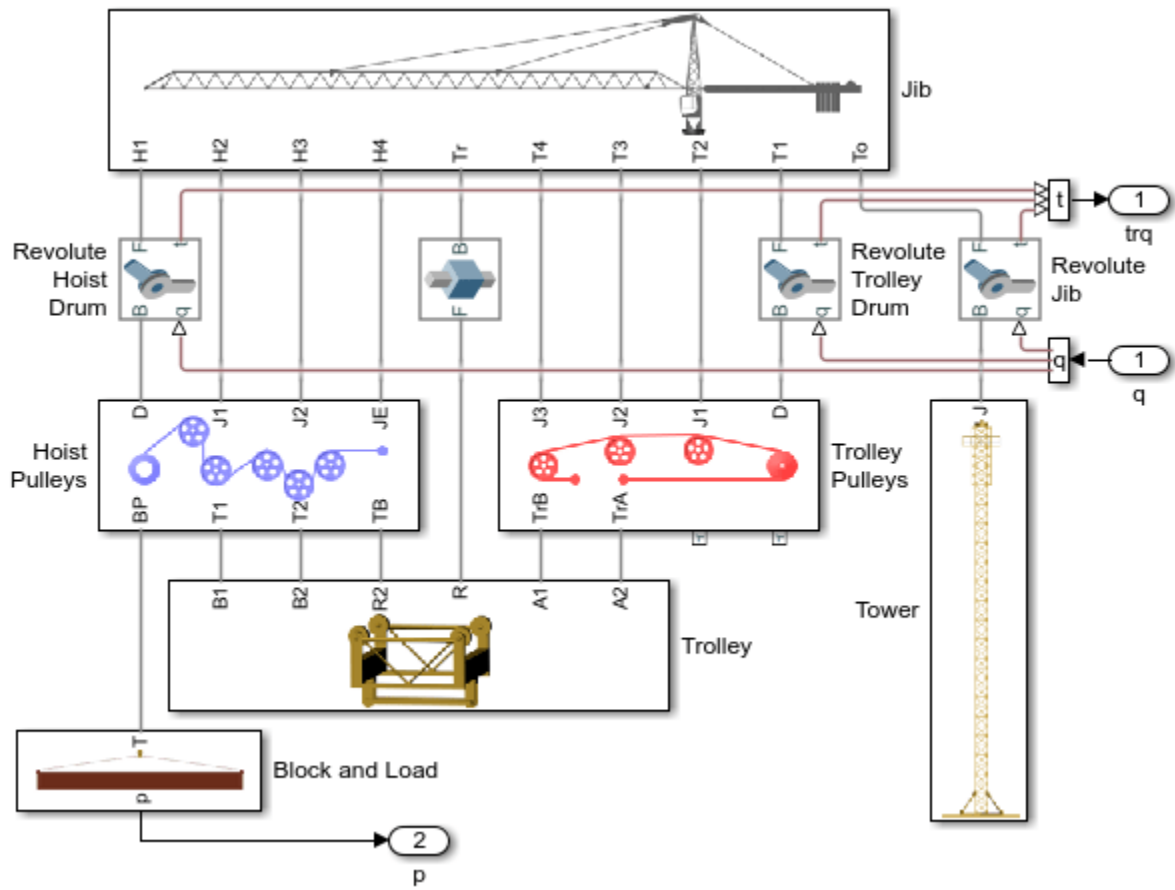 Jib
H1 H2 H3 H4 Tr T4 T3 T2 T1 To
t
1
trq
F t
B
F t
F t
Revolute
Hoist
Drum
Revolute
Trolley
Drum
Revolute
Jib
B q
F
B q
B q
q
1
q
D J1 J2 JE
J3 J2 J1 D
J
Hoist
Pulleys
Trolley
Pulleys
BP T1 T2 TB
TrB TrA
B1 B2 R2 R A1 A2
Trolley
Tower
T
Block and Load
p
2
p